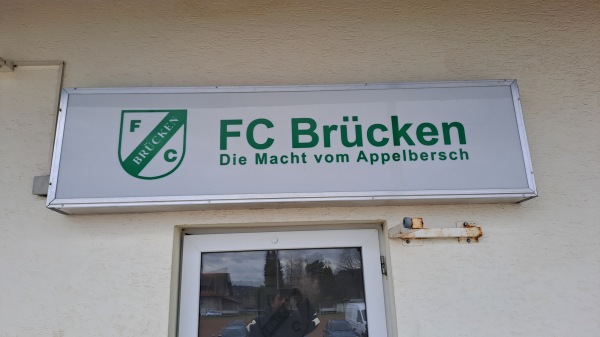 F
BRÜCKEN
C
FC Brücken
Die Macht vom Appelbersch